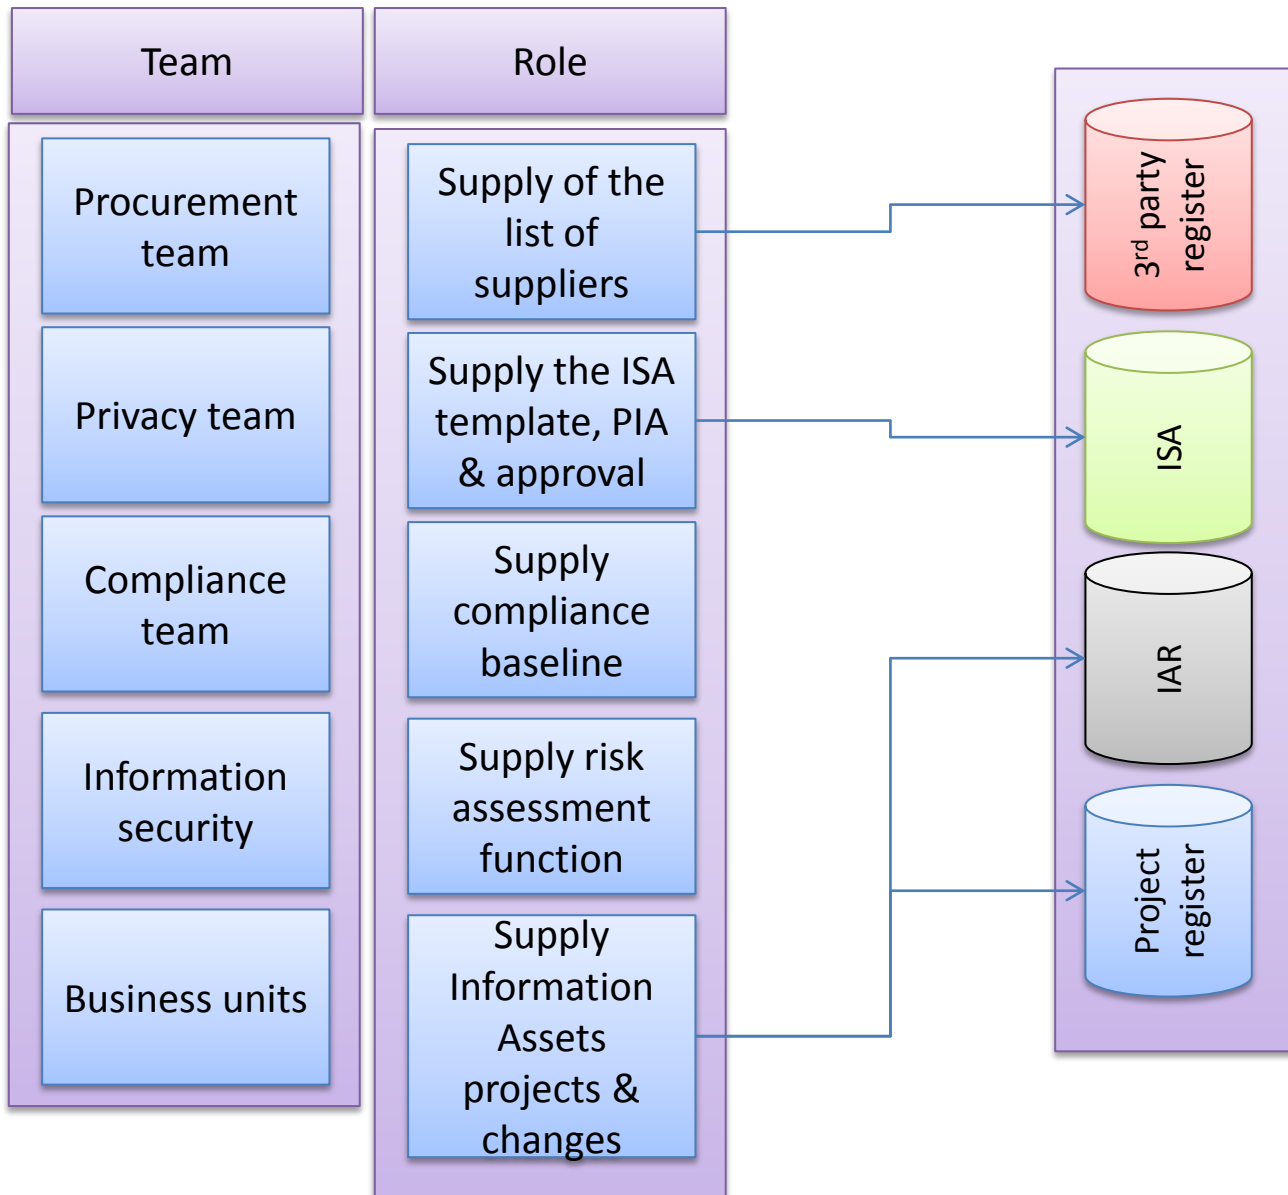 Team
Role
Procurement
team
Privacy team
Compliance
team
Information
security
Business units
Supply of the
list of
suppliers
Supply the ISA
template, PIA
& approval
Supply
compliance
baseline
Supply risk
assessment
function
Supply
Information
Assets
projects &
changes
3rd party
register
ISA
IAR
Project
register